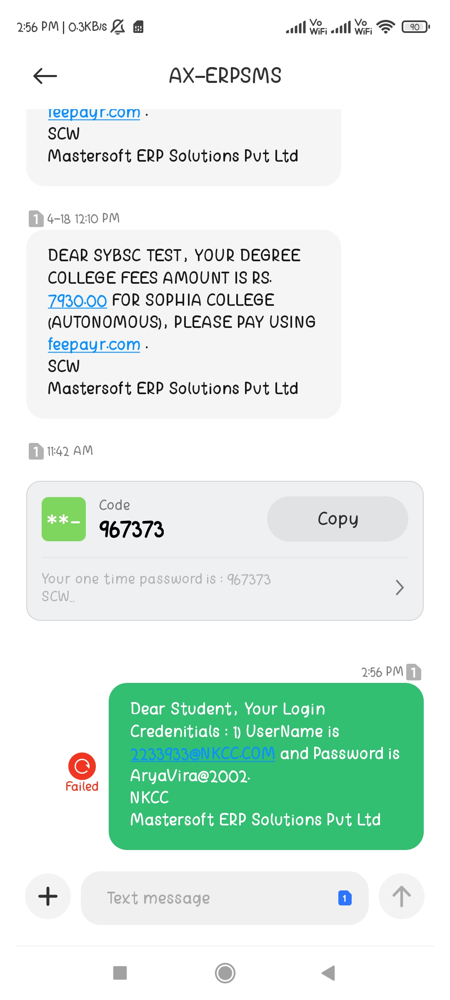 2:56 PM | 0.3KB/s
Vo WiFi Vo WiFi 90
AX-ERPSMS
feepayr.com .
SCW
Mastersoft ERP Solutions Pvt Ltd
1 4-18 12:10 PM
DEAR SYBSC TEST, YOUR DEGREE
COLLEGE FEES AMOUNT IS RS.
7930.00 FOR SOPHIA COLLEGE
(AUTONOMOUS), PLEASE PAY USING
feepayr.com .
SCW
Mastersoft ERP Solutions Pvt Ltd
1 11:42 AM
**-
Code
967373
Copy
Your one time password is : 967373
SCW...
2:56 PM 1
Dear Student, Your Login
Credenitials : 1) UserName is
2233933@NKCC.COM and Password is
AryaVira@2002.
NKCC
Mastersoft ERP Solutions Pvt Ltd
Failed
Text message 1